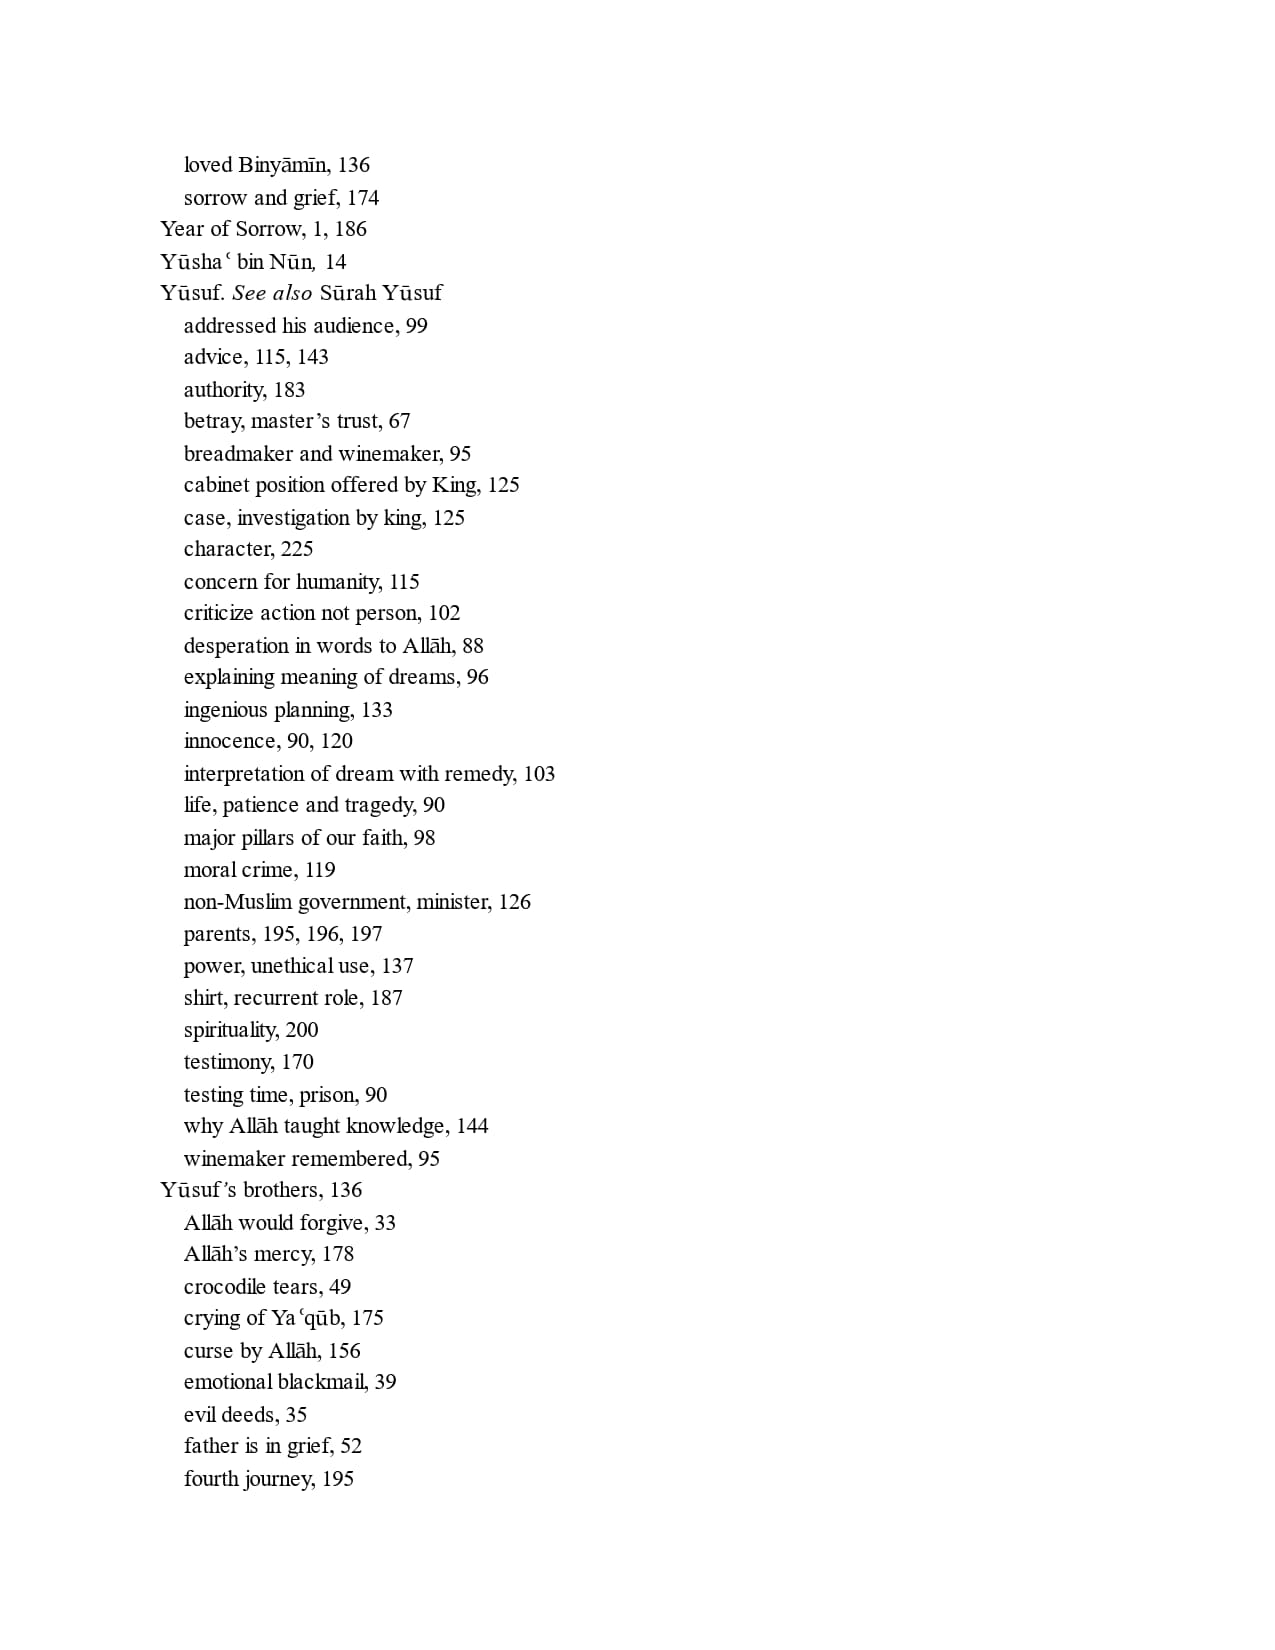 loved Binyāmīn, 136
sorrow and grief, 174
Year of Sorrow, 1, 186
Yūshaʿ bin Nūn, 14
Yūsuf. See also Sūrah Yūsuf
addressed his audience, 99
advice, 115, 143
authority, 183
betray, master’s trust, 67
breadmaker and winemaker, 95
cabinet position offered by King, 125
case, investigation by king, 125
character, 225
concern for humanity, 115
criticize action not person, 102
desperation in words to Allāh, 88
explaining meaning of dreams, 96
ingenious planning, 133
innocence, 90, 120
interpretation of dream with remedy, 103
life, patience and tragedy, 90
major pillars of our faith, 98
moral crime, 119
non-Muslim government, minister, 126
parents, 195, 196, 197
power, unethical use, 137
shirt, recurrent role, 187
spirituality, 200
testimony, 170
testing time, prison, 90
why Allāh taught knowledge, 144
winemaker remembered, 95
Yūsuf’s brothers, 136
Allāh would forgive, 33
Allāh’s mercy, 178
crocodile tears, 49
crying of Yaʿqūb, 175
curse by Allāh, 156
emotional blackmail, 39
evil deeds, 35
father is in grief, 52
fourth journey, 195